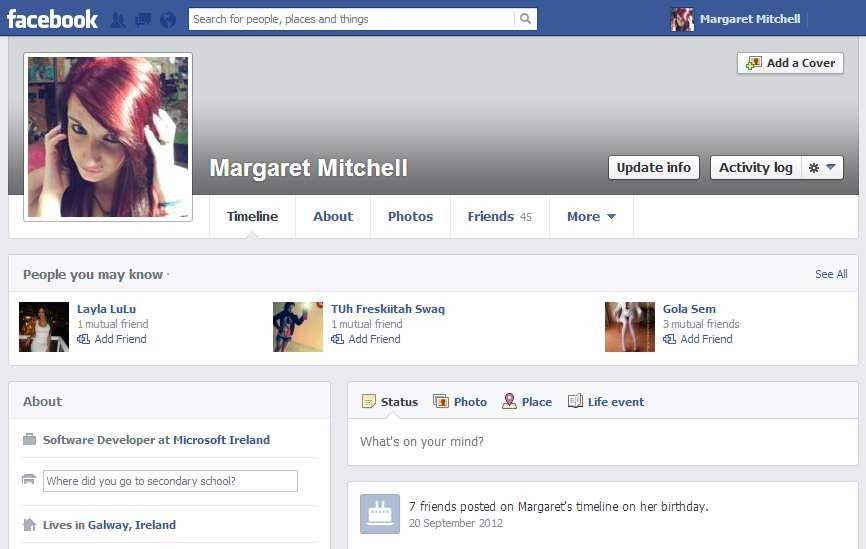 facebook
Search for people, places and things
Margaret Mitchell
Add a Cover
Margaret Mitchell
Update info
Activity log
Timeline
About
Photos
Friends 45
More
People you may know ·
See All
Layla LuLu
1 mutual friend
Add Friend
TUh Freskiitah Swaq
1 mutual friend
Add Friend
Gola Sem
3 mutual friends
Add Friend
About
Software Developer at Microsoft Ireland
Where did you go to secondary school?
Lives in Galway, Ireland
Status
Photo
Place
Life event
What's on your mind?
7 friends posted on Margaret's timeline on her birthday.
20 September 2012